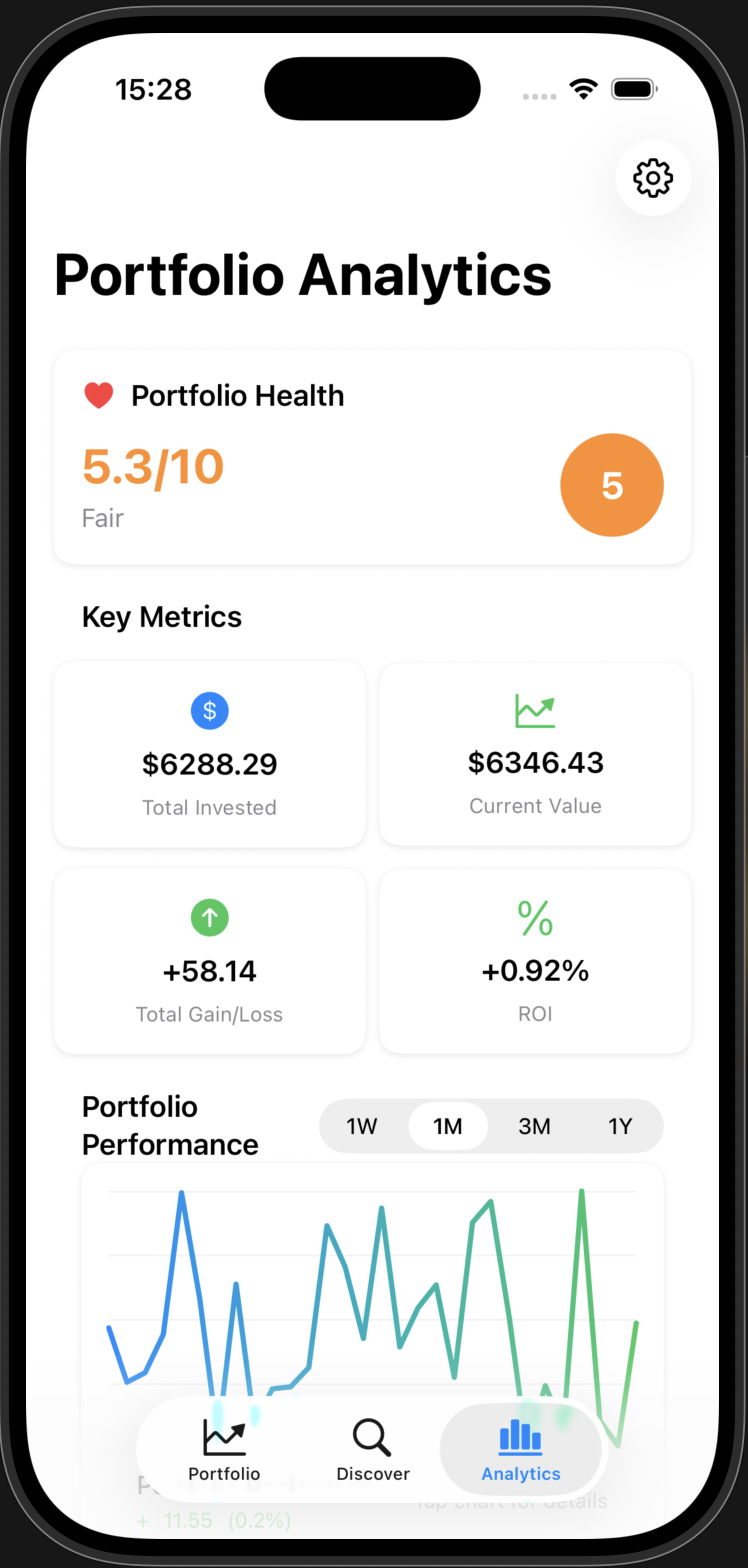 15:28
Portfolio Analytics
Portfolio Health
5.3/10
Fair
5
Key Metrics
$
$6288.29
Total Invested
$6346.43
Current Value
+58.14
Total Gain/Loss
%
+0.92%
ROI
Portfolio
Performance
1W 1M 3M 1Y
Portfolio Discover Analytics
Tap chart for details
+ 11.55 (0.2%)